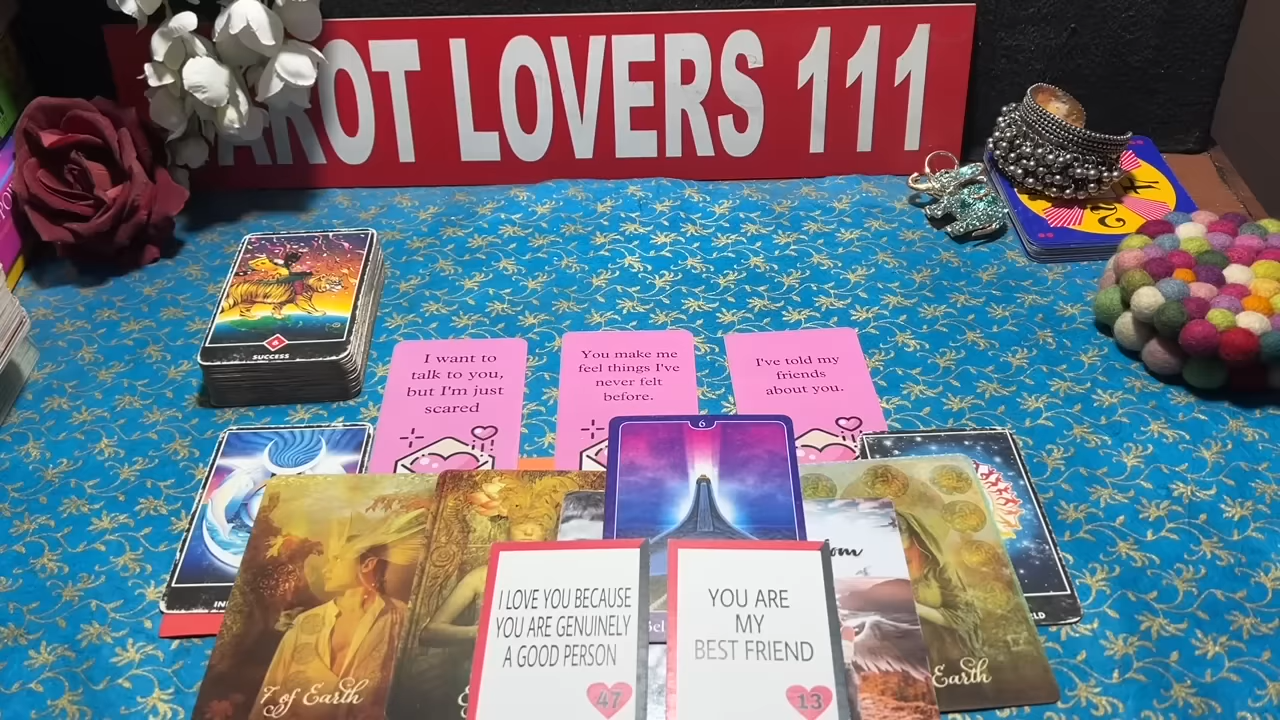 AROT LOVERS 111
6
SUCCESS
I want to
talk to you,
but I'm just
scared
You make me
feel things I've
never felt
before.
I've told my
friends
about you.
6
7 of Earth
I LOVE YOU BECAUSE
YOU ARE GENUINELY
A GOOD PERSON
47
YOU ARE
MY
BEST FRIEND
13
Earth